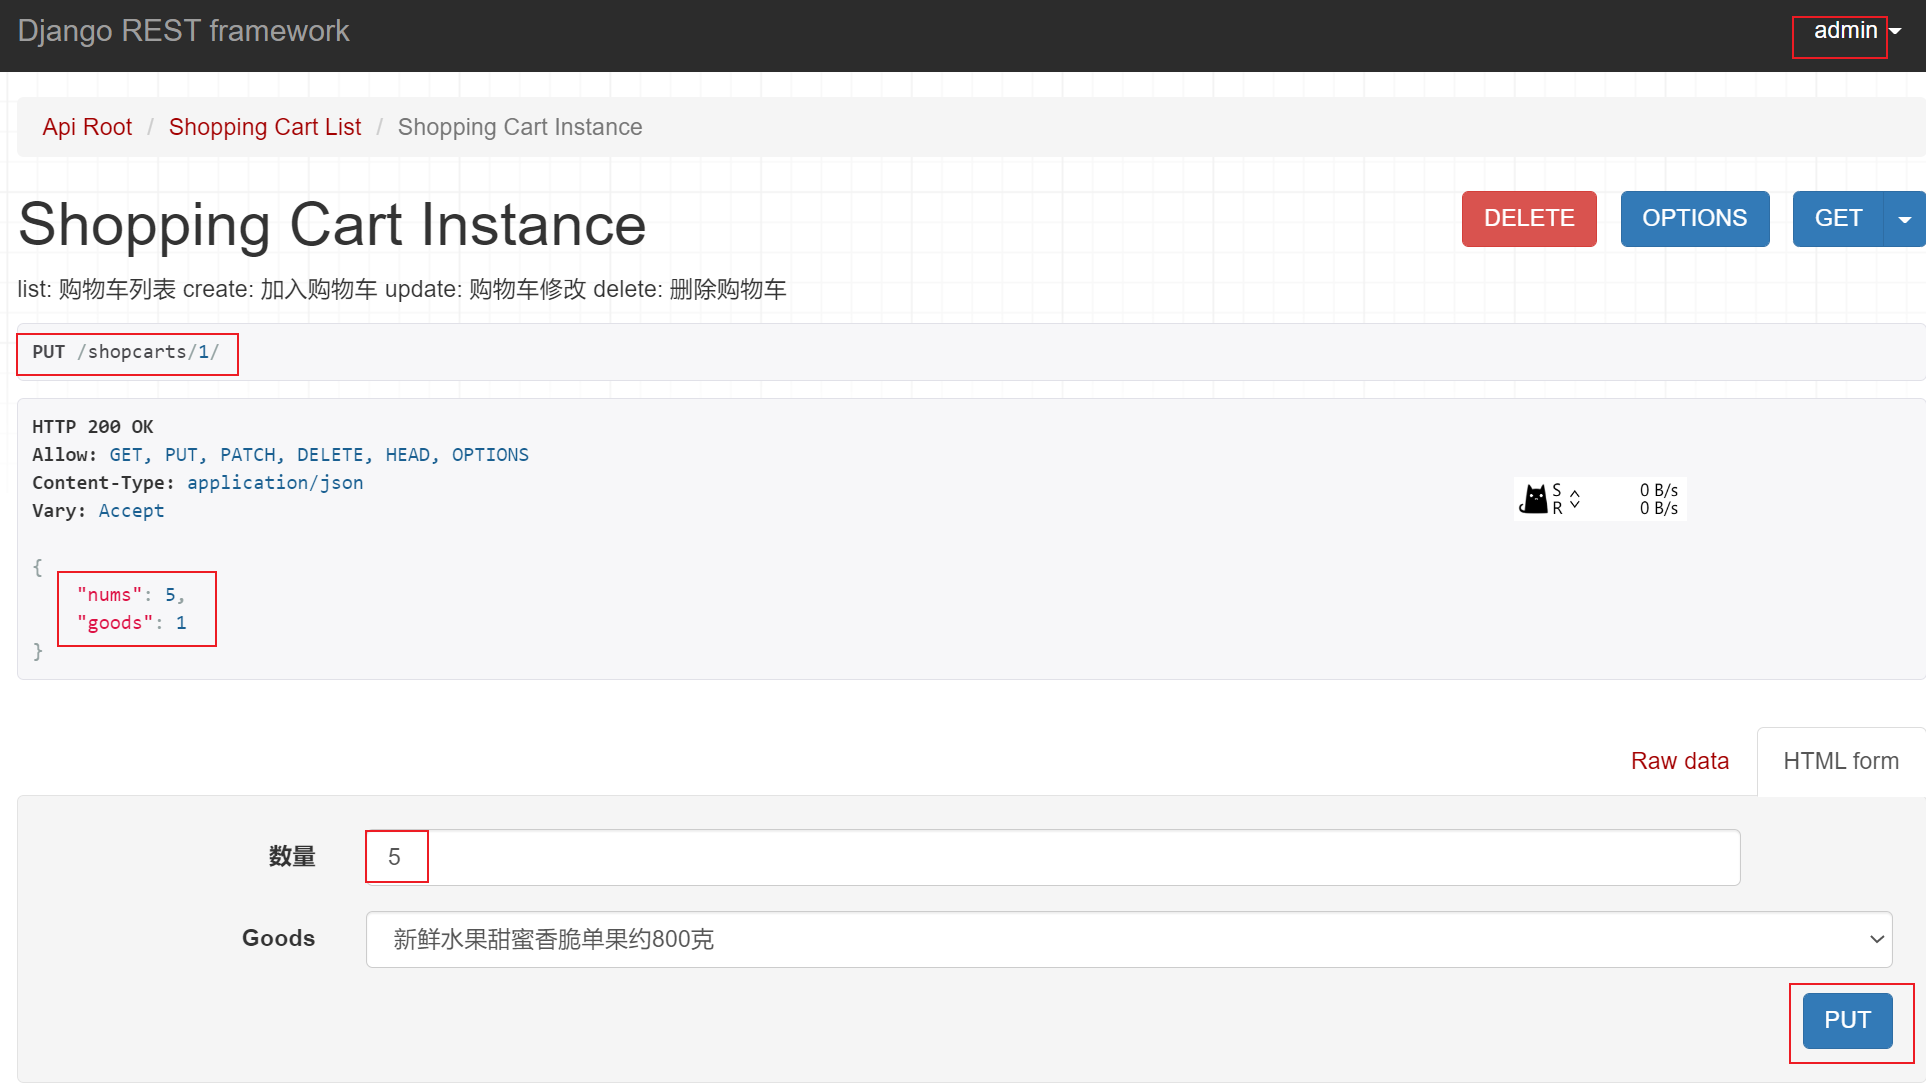 Django REST framework
admin
Api Root / Shopping Cart List / Shopping Cart Instance
Shopping Cart Instance
DELETE
OPTIONS
GET
list: 购物车列表 create: 加入购物车 update: 购物车修改 delete: 删除购物车
PUT /shopcarts/1/
HTTP 200 OK
Allow: GET, PUT, PATCH, DELETE, HEAD, OPTIONS
Content-Type: application/json
Vary: Accept
S 0 B/s
R 0 B/s
{
"nums": 5,
"goods": 1
}
Raw data
HTML form
数量
5
Goods
新鲜水果甜蜜香脆单果约800克
PUT